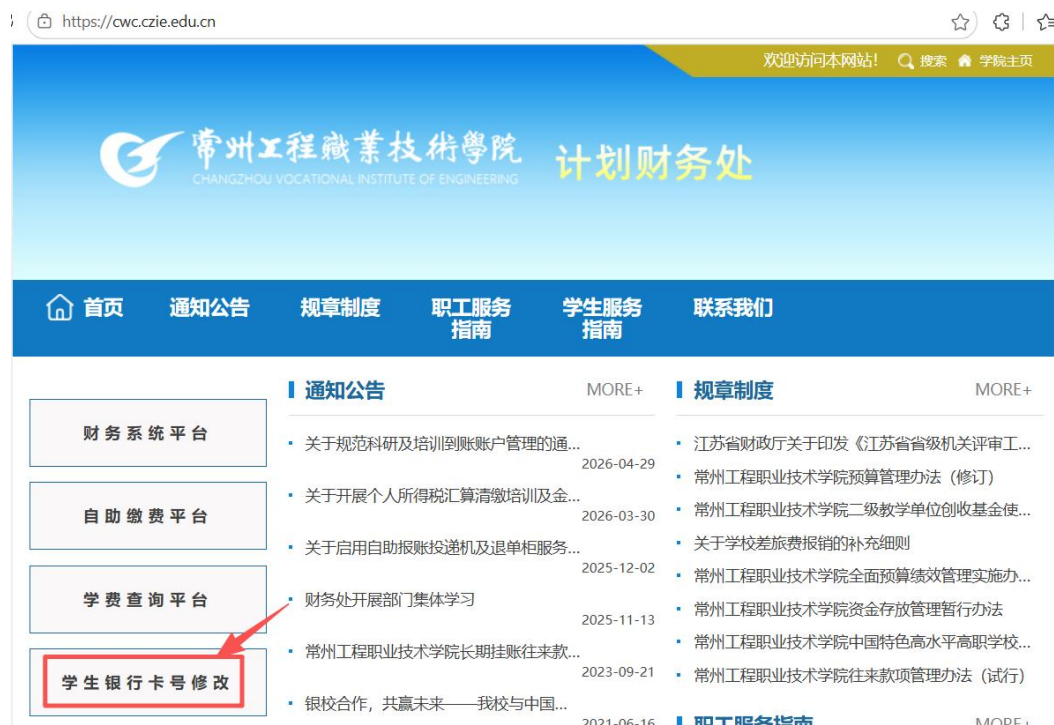 https://cwc.czie.edu.cn
欢迎访问本网站! 搜索 学院主页
常州工程職業技術學院
CHANGZHOU VOCATIONAL INSTITUTE OF ENGINEERING
计划财务处
首页 通知公告 规章制度 职工服务指南 学生服务指南 联系我们
财务系统平台
自助缴费平台
学费查询平台
学生银行卡号修改
通知公告 MORE+
关于规范科研及培训到账账户管理的通...
2026-04-29
关于开展个人所得税汇算清缴培训及金...
2026-03-30
关于启用自助报账投递机及退单柜服务...
2025-12-02
财务处开展部门集体学习
2025-11-13
常州工程职业技术学院长期挂账往来款...
2023-09-21
银校合作，共赢未来——我校与中国...
2021-06-16
规章制度 MORE+
江苏省财政厅关于印发《江苏省省级机关评审工...
常州工程职业技术学院预算管理办法（修订）
常州工程职业技术学院二级教学单位创收基金使...
关于学校差旅费报销的补充细则
常州工程职业技术学院全面预算绩效管理实施办...
常州工程职业技术学院资金存放管理暂行办法
常州工程职业技术学院中国特色高水平高职学校...
常州工程职业技术学院往来款项管理办法（试行）
职工服务指南 MORE+